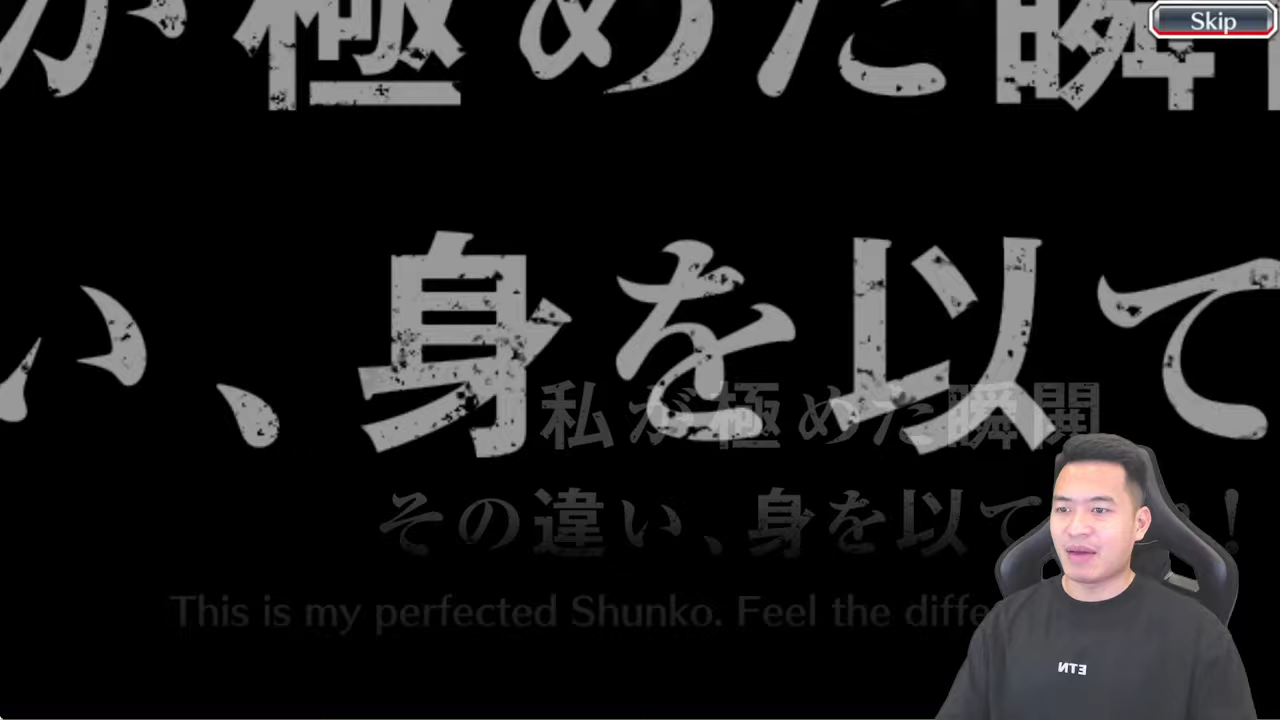 Skip
が極めた瞬
い、身を以て
私が極めた瞬閧
その違い、身を以て
！
This is my perfected Shunko. Feel the diffe
ETN